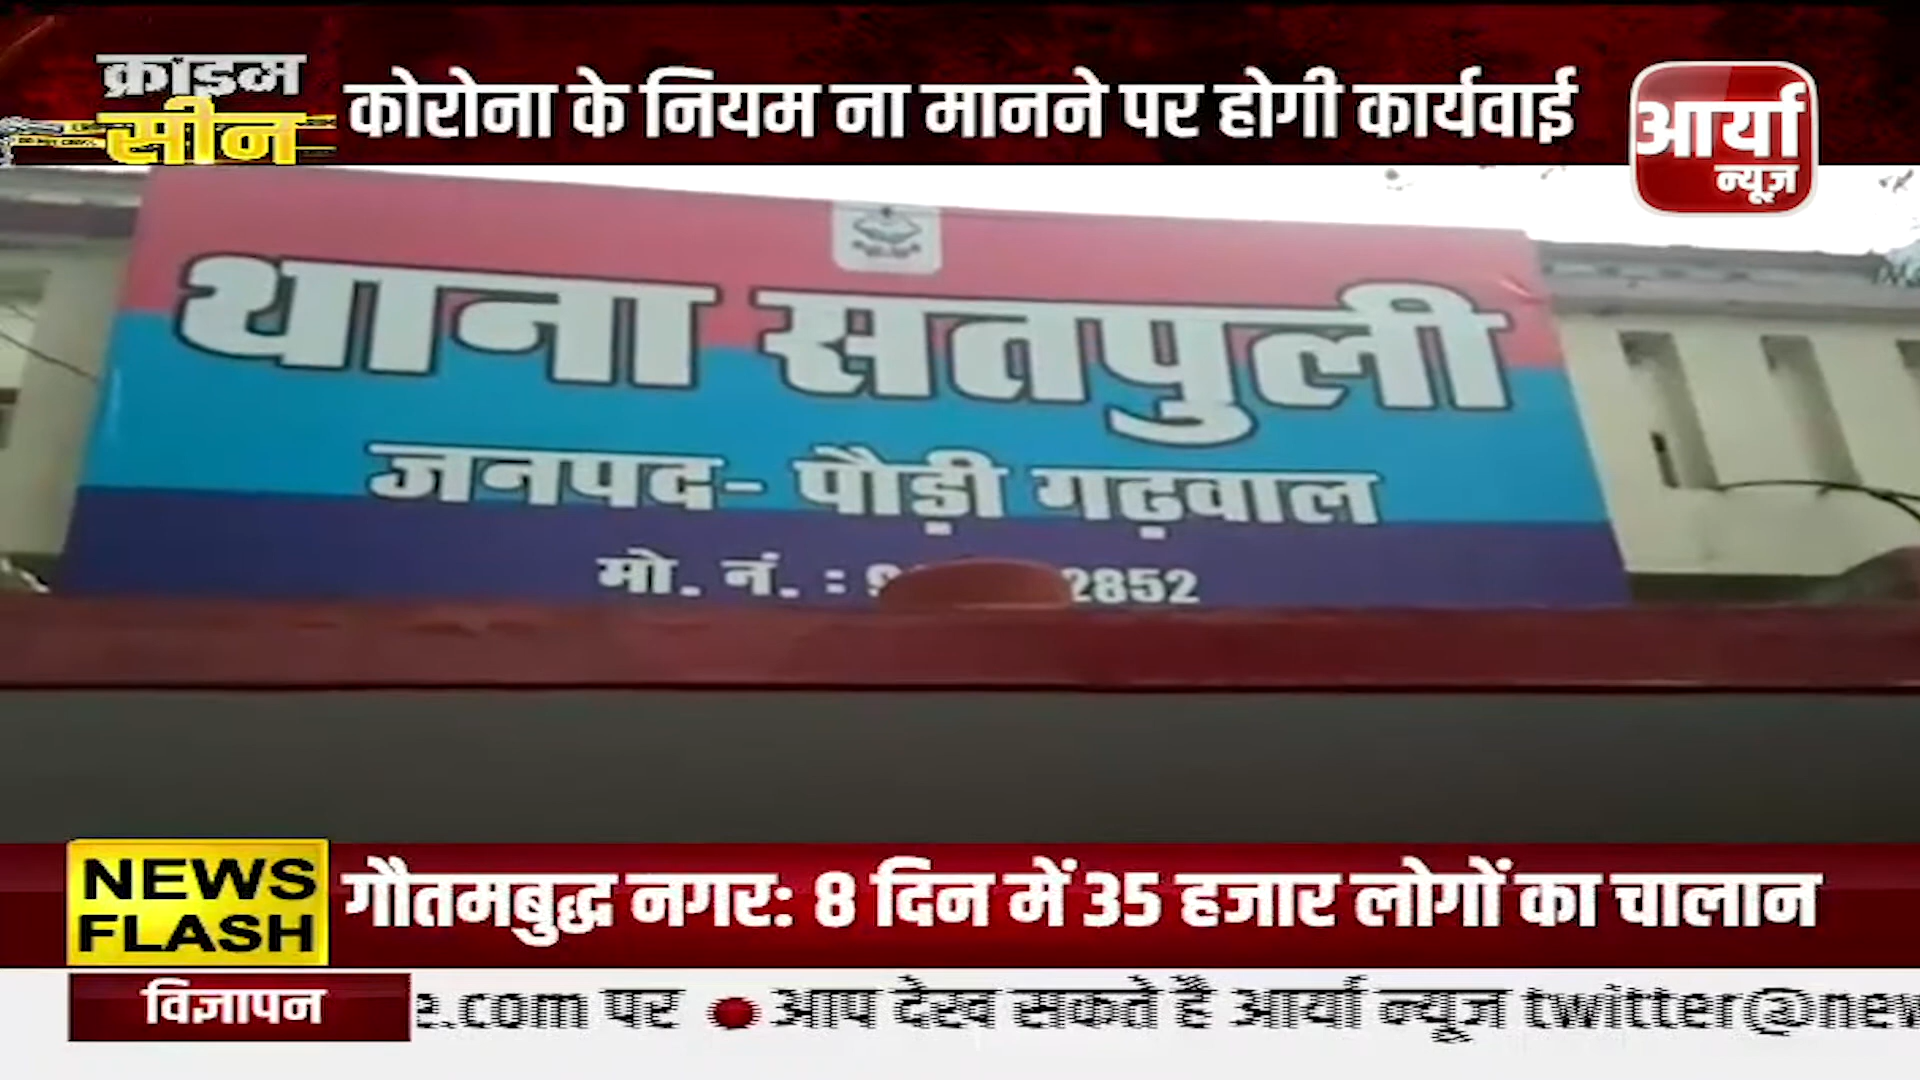 क्राइम
सीन
कोरोना के नियम ना मानने पर होगी कार्यवाई
आर्या
न्यूज़
थाना सतपुली
जनपद- पौड़ी गढ़वाल
मो. नं. : 9 2852
NEWS
FLASH
गौतमबुद्ध नगर: 8 दिन में 35 हजार लोगों का चालान
विज्ञापन
e.com पर ●आप देख सकते हैं आर्या न्यूज twitter@new